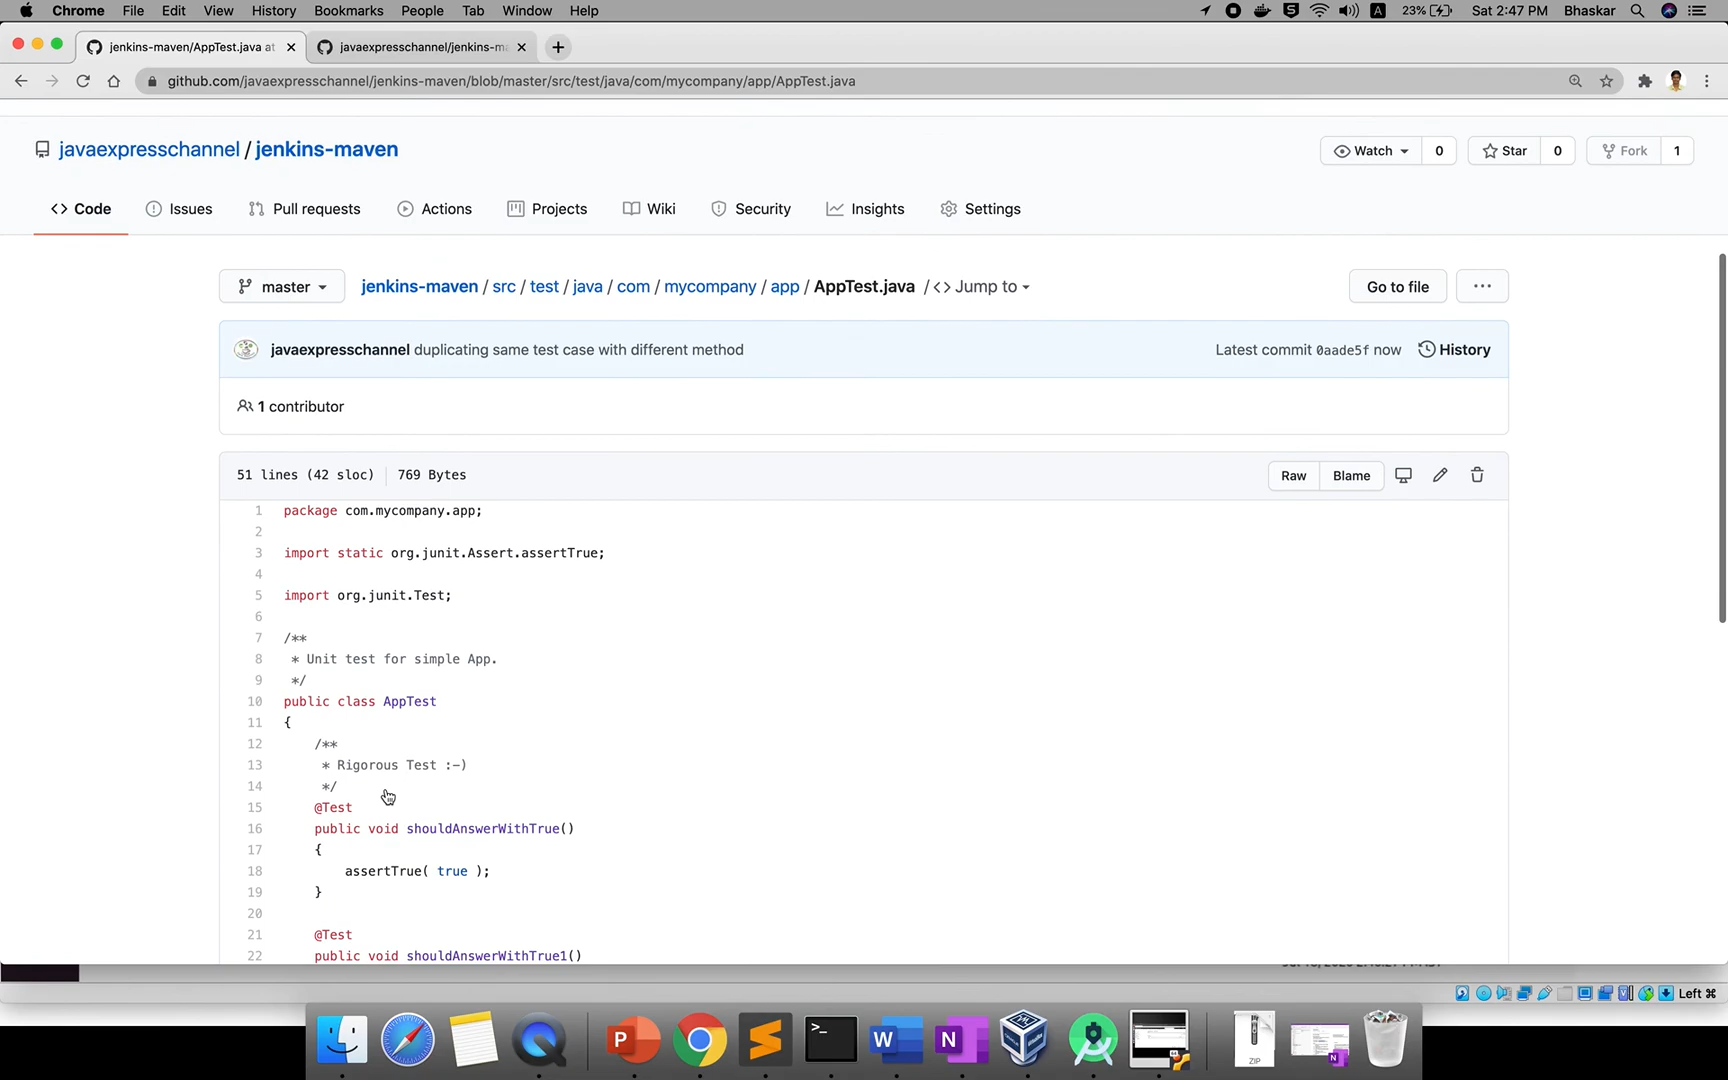 Chrome File Edit View History Bookmarks People Tab Window Help 23% Sat 2:47 PM Bhaskar
jenkins-maven/AppTest.java at javaexpresschannel/jenkins-ma
github.com/javaexpresschannel/jenkins-maven/blob/master/src/test/java/com/mycompany/app/AppTest.java
javaexpresschannel / jenkins-maven Watch 0 Star 0 Fork 1
Code Issues Pull requests Actions Projects Wiki Security Insights Settings
master jenkins-maven / src / test / java / com / mycompany / app / AppTest.java / <> Jump to Go to file ...
javaexpresschannel duplicating same test case with different method Latest commit 0aade5f now History
1 contributor
51 lines (42 sloc) 769 Bytes Raw Blame
1 package com.mycompany.app;
2
3 import static org.junit.Assert.assertTrue;
4
5 import org.junit.Test;
6
7 /**
8 * Unit test for simple App.
9 */
10 public class AppTest
11 {
12 /**
13 * Rigorous Test :-)
14 */
15 @Test
16 public void shouldAnswerWithTrue()
17 {
18 assertTrue( true );
19 }
20
21 @Test
22 public void shouldAnswerWithTrue1()
Left ⌘
P W N
ZIP N